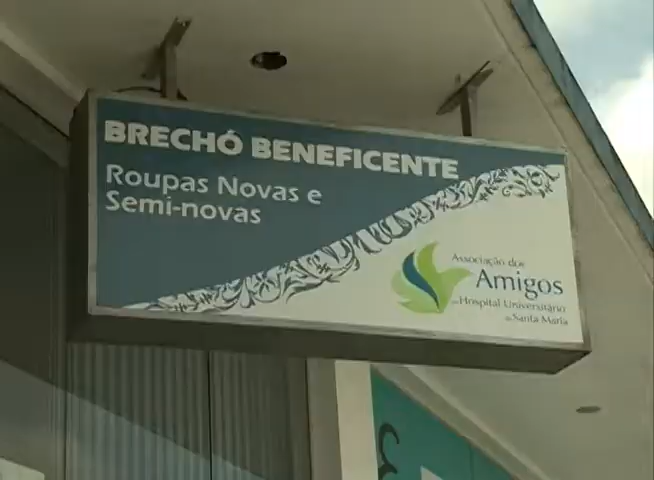 BRECHÓ BENEFICENTE
Roupas Novas e
Semi-novas
Associação dos
Amigos
do Hospital Universitário
de Santa Maria